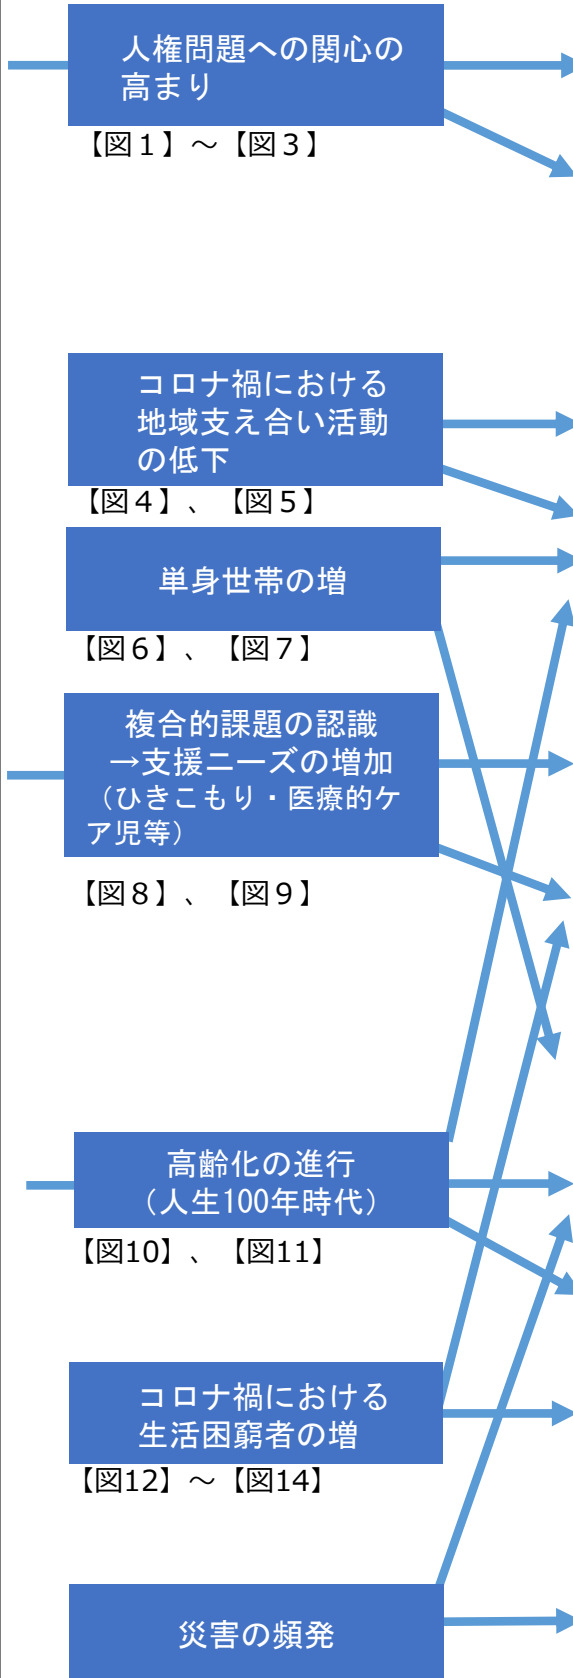 人権問題への関心の
高まり
【図１】～【図３】
コロナ禍における
地域支え合い活動
の低下
【図４】、【図５】
単身世帯の増
【図６】、【図７】
複合的課題の認識
→支援ニーズの増加
（ひきこもり・医療的ケ
ア児等）
【図８】、【図９】
高齢化の進行
（人生100年時代）
【図10】、【図11】
コロナ禍における
生活困窮者の増
【図12】～【図14】
災害の頻発